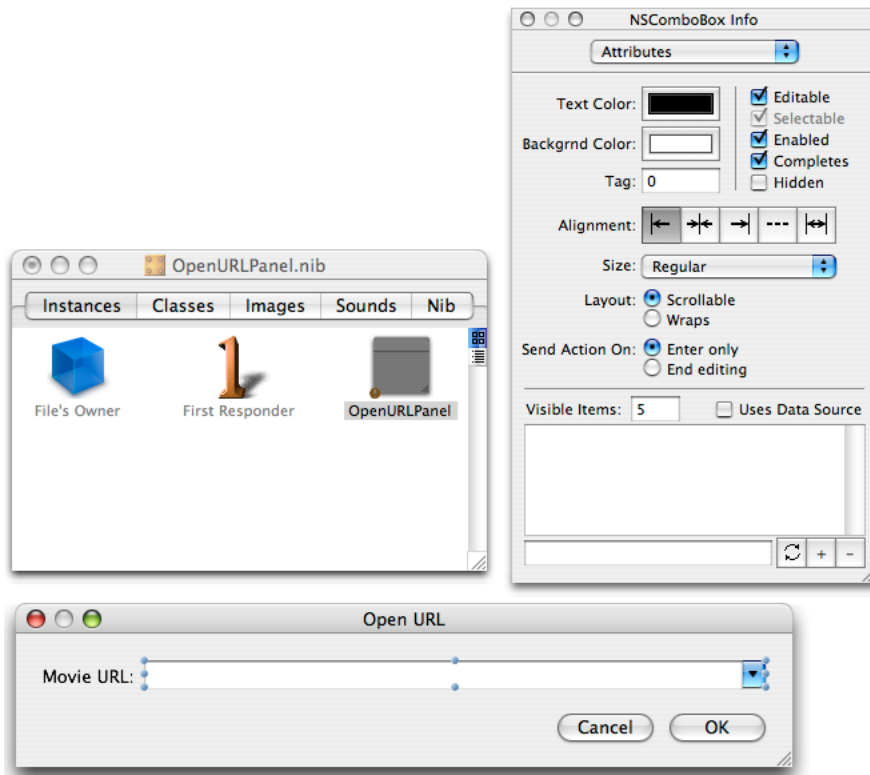 NSComboBox Info
Attributes
Text Color:
Editable
Selectable
Backgrnd Color:
Enabled
Completes
Tag: 0
Hidden
Alignment:
Size: Regular
Layout: Scrollable
Wraps
Send Action On: Enter only
End editing
Visible Items: 5
Uses Data Source
+ -
OpenURLPanel.nib
Instances Classes Images Sounds Nib
1
File's Owner First Responder OpenURLPanel
Open URL
Movie URL:
Cancel OK